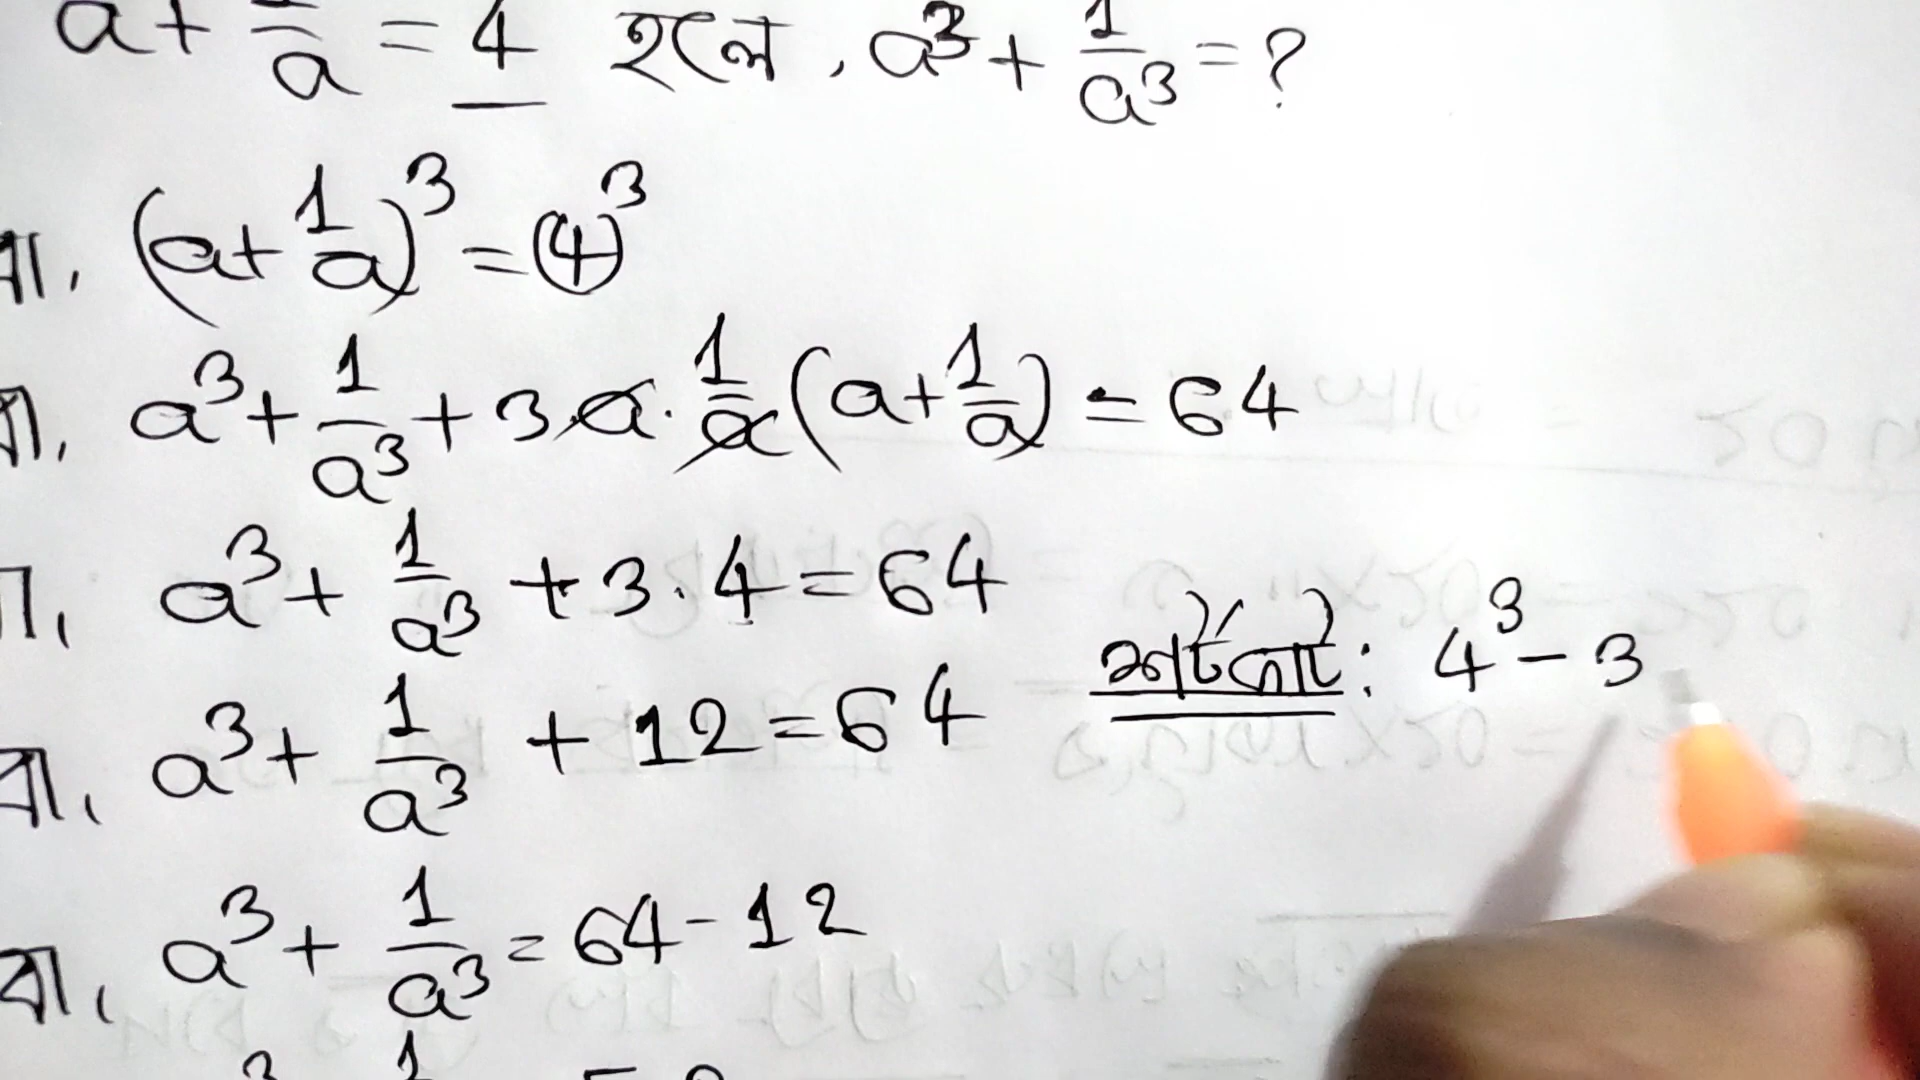 a + 1/a = 4 হলে, a³ + 1/a³ = ?
বা, (a + 1/a)³ = (4)³
বা, a³ + 1/a³ + 3.a.1/a (a + 1/a) = 64
বা, a³ + 1/a³ + 3.4 = 64
বা, a³ + 1/a³ + 12 = 64
শর্টকাট: 4³ - 3
বা, a³ + 1/a³ = 64 - 12